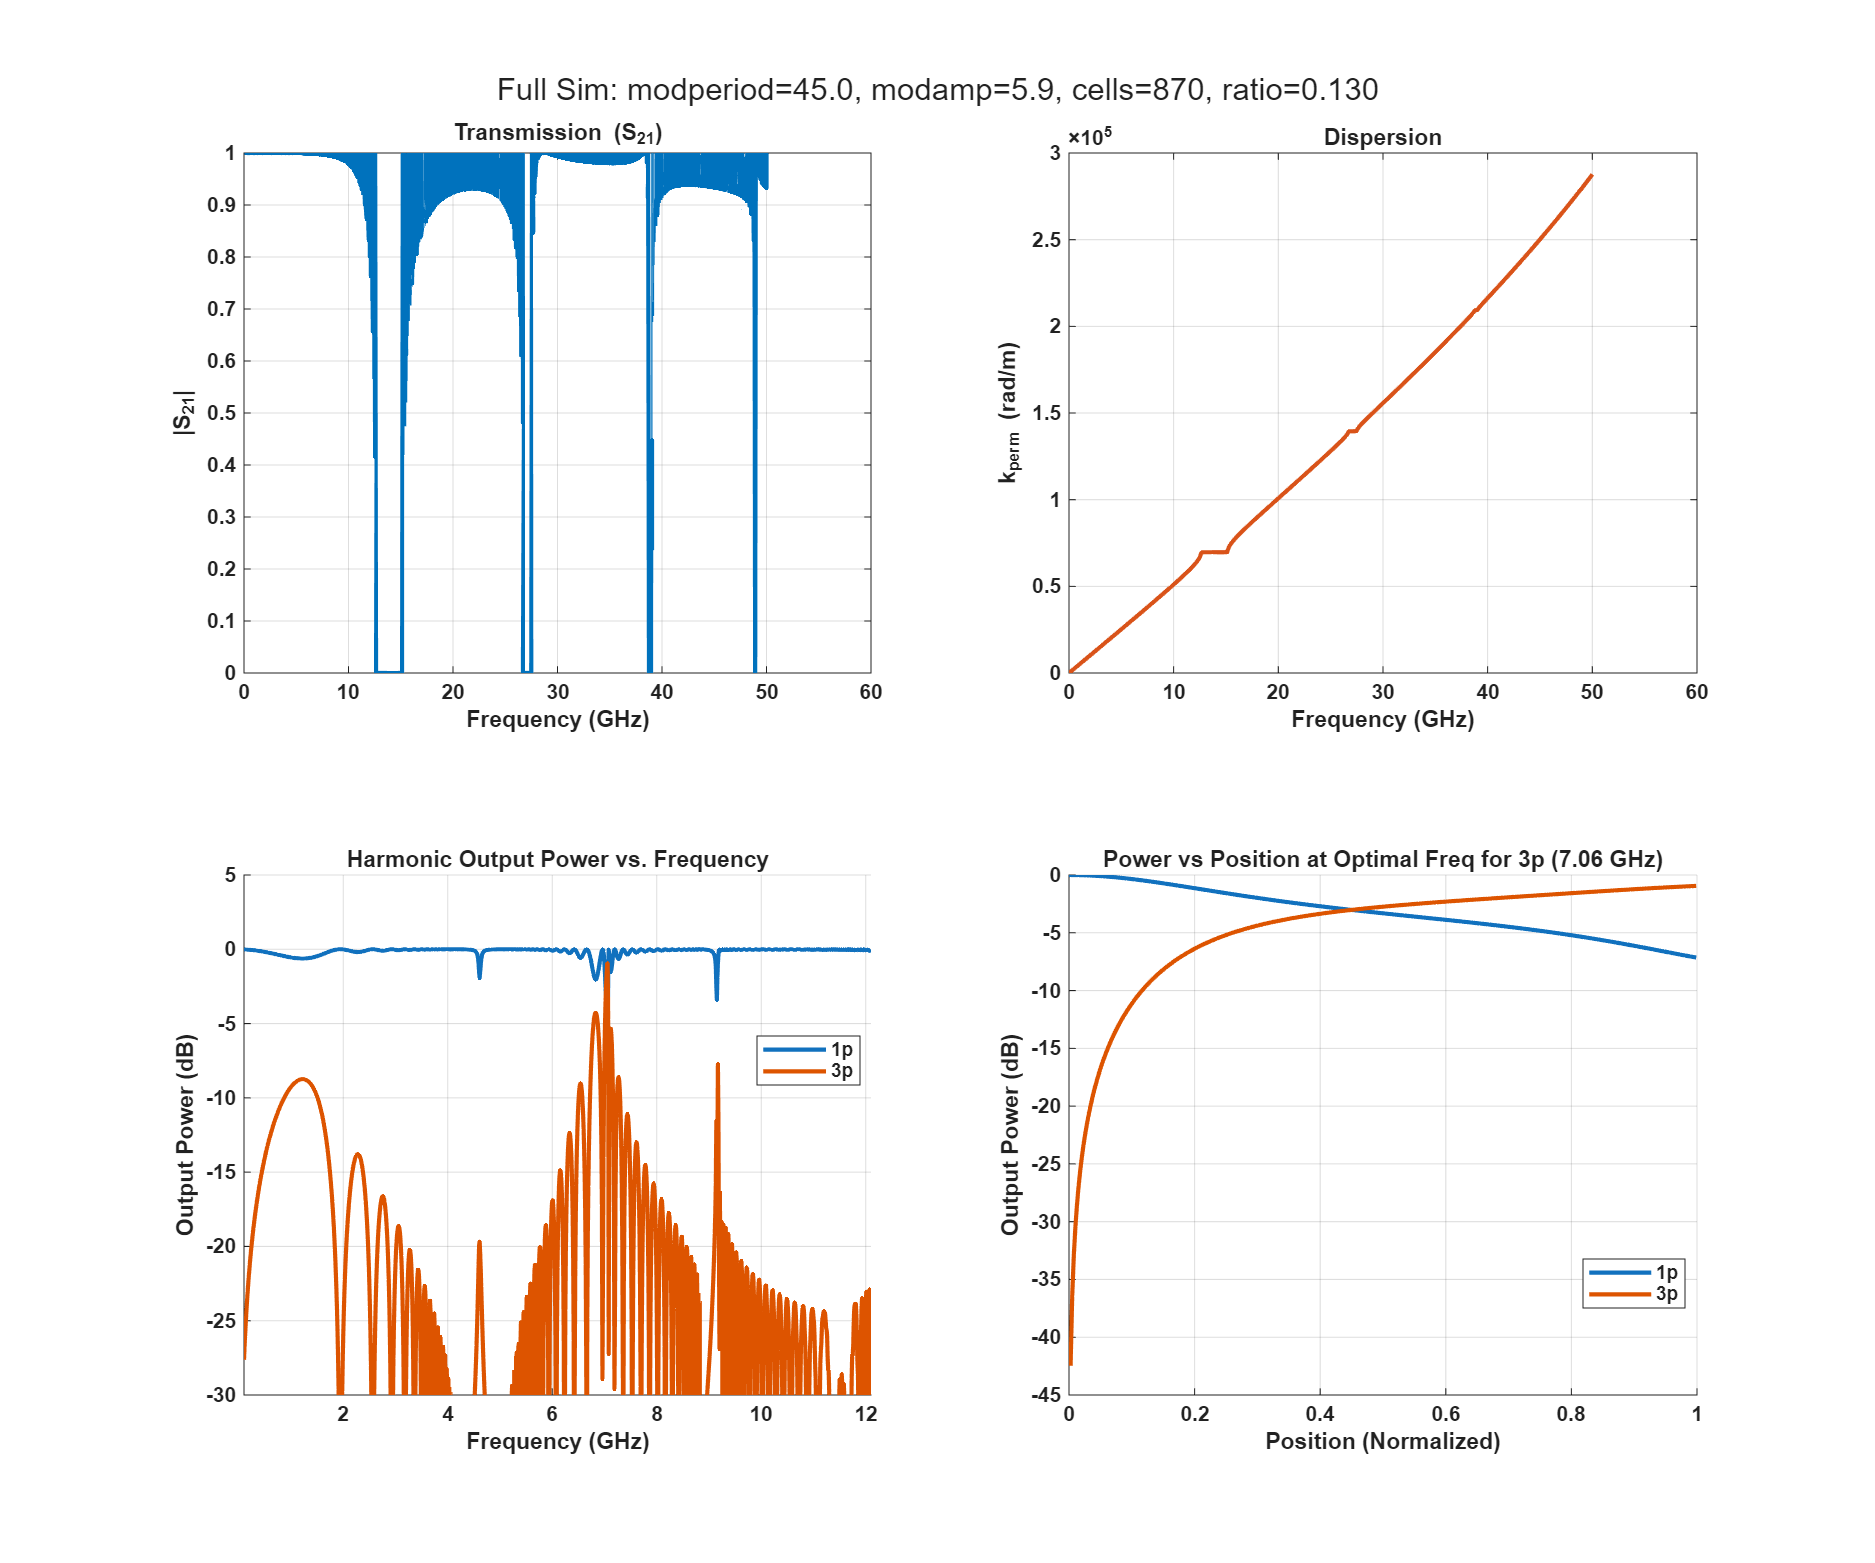 Full Sim: modperiod=45.0, modamp=5.9, cells=870, ratio=0.130
Transmission (S21)
1
0.9
0.8
0.7
0.6
0.5
0.4
0.3
0.2
0.1
0
|S21|
0 10 20 30 40 50 60
Frequency (GHz)
×10^5
Dispersion
3
2.5
2
1.5
1
0.5
0
kperm (rad/m)
0 10 20 30 40 50 60
Frequency (GHz)
Harmonic Output Power vs. Frequency
5
0
-5
-10
-15
-20
-25
-30
Output Power (dB)
1p
3p
2 4 6 8 10 12
Frequency (GHz)
Power vs Position at Optimal Freq for 3p (7.06 GHz)
0
-5
-10
-15
-20
-25
-30
-35
-40
-45
Output Power (dB)
1p
3p
0 0.2 0.4 0.6 0.8 1
Position (Normalized)